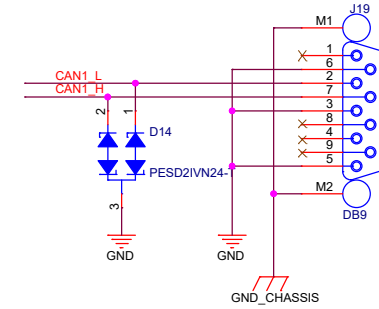 J19
M1
1
6
CAN1_L
2
CAN1_H
7
3
2
1
8
D14
4
9
PESD2IVN24-
5
M2
3
DB9
GND
GND
GND_CHASSIS